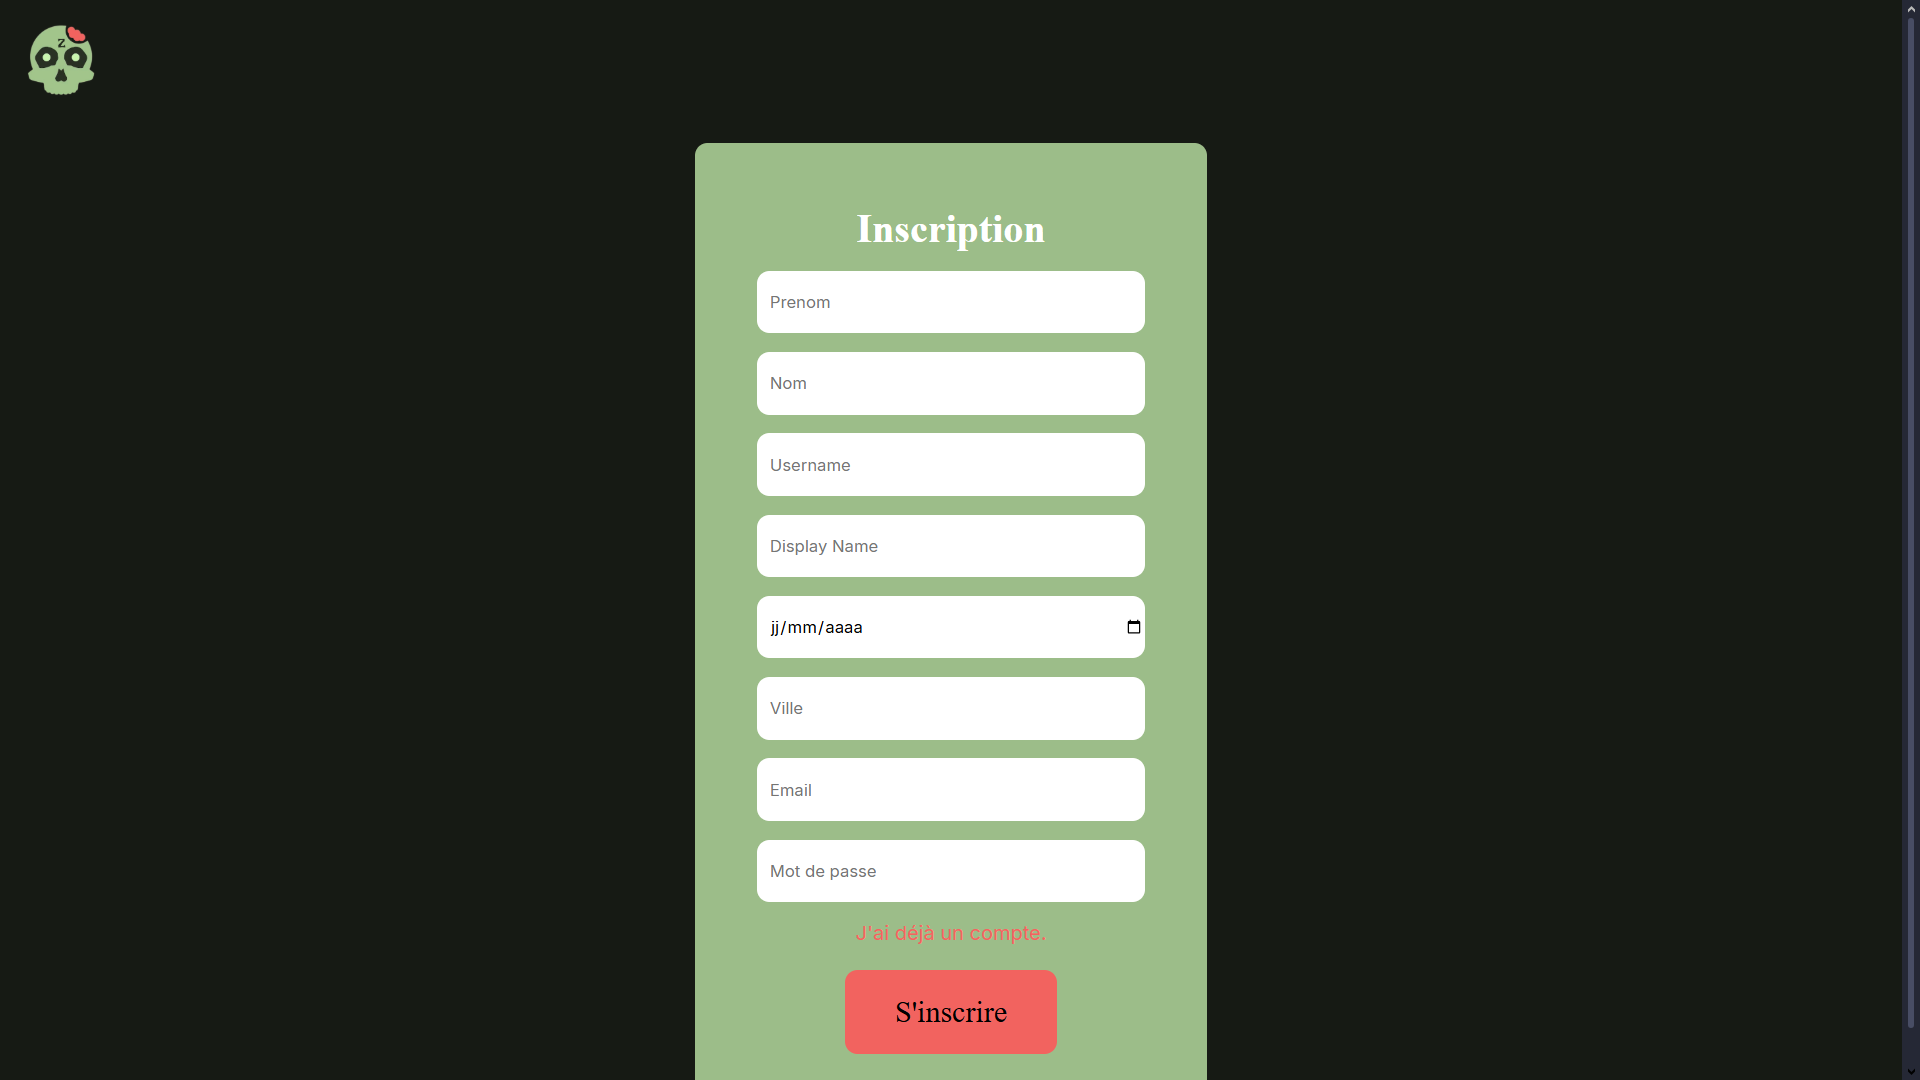 Z
Inscription
Prenom
Nom
Username
Display Name
jj/mm/aaaa
Ville
Email
Mot de passe
J'ai déjà un compte.
S'inscrire